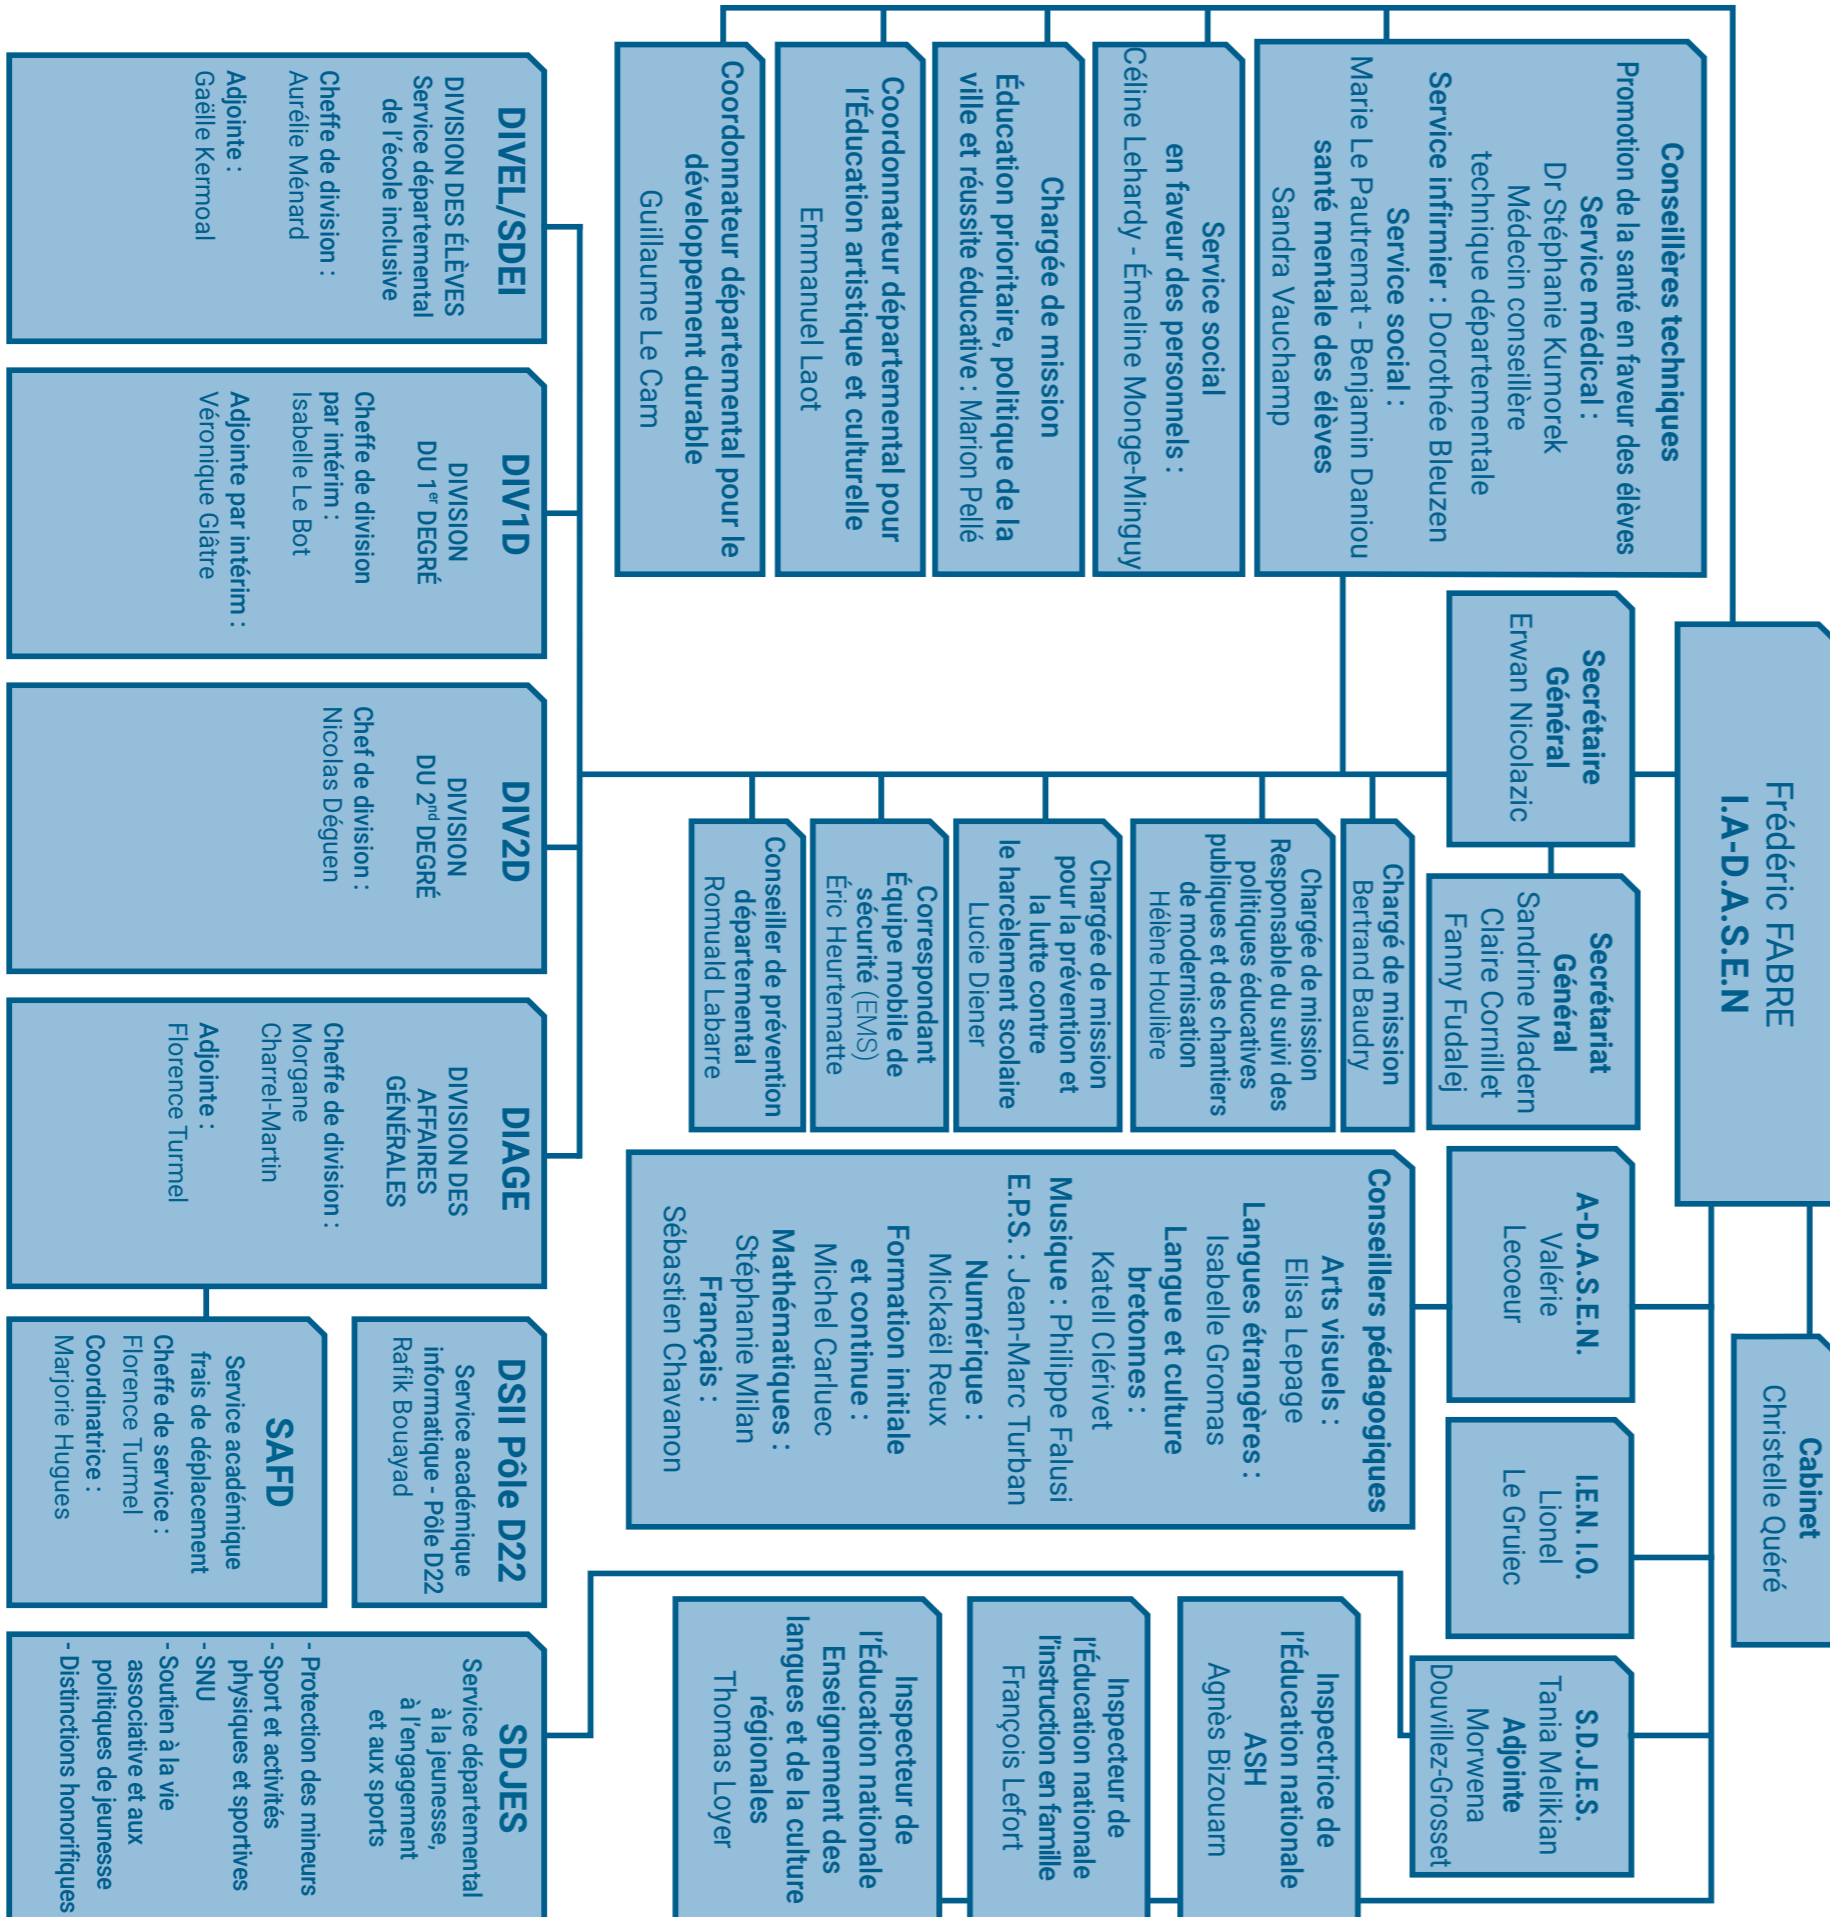 Frédéric FABRE
I.A-D.A.S.E.N
Cabinet
Christelle Quéré
Secrétaire
Général
Erwan Nicolazic
Secrétariat
Général
Sandrine Madern
Claire Cornillet
Fanny Fudalej
A-D.A.S.E.N.
Valérie
Lecoeur
I.E.N. I.O.
Lionel
Le Gruiec
S.D.J.E.S.
Tania Melikian
Adjointe
Morwena
Douvillez-Grosset
Conseillères techniques
Promotion de la santé en faveur des élèves
Service médical :
Dr Stéphanie Kumorek
Médecin conseillère
technique départementale
Service infirmier : Dorothée Bleuzen
Service social :
Marie Le Pautremat - Benjamin Daniou
santé mentale des élèves
Sandra Vauchamp
Service social
en faveur des personnels :
Céline Lehardy - Émeline Monge-Minguy
Chargée de mission
Éducation prioritaire, politique de la
ville et réussite éducative : Marion Pellé
Coordonnateur départemental pour
l'Éducation artistique et culturelle
Emmanuel Laot
Coordonnateur départemental pour le
développement durable
Guillaume Le Cam
Chargé de mission
Bertrand Baudry
Chargée de mission
Responsable du suivi des
politiques éducatives
publiques et des chantiers
de modernisation
Hélène Houlière
Chargée de mission
pour la prévention et
la lutte contre
le harcèlement scolaire
Lucie Diener
Correspondant
Équipe mobile de
sécurité (EMS)
Éric Heurtematte
Conseiller de prévention
départemental
Romuald Labarre
Conseillers pédagogiques
Arts visuels :
Elisa Lepage
Langues étrangères :
Isabelle Gromas
Langue et culture
bretonnes :
Katell Clérivet
Musique : Philippe Falusi
E.P.S. : Jean-Marc Turban
Numérique :
Mickaël Reux
Formation initiale
et continue :
Michel Carluec
Mathématiques :
Stéphanie Milan
Français :
Sébastien Chavanon
Inspectrice de
l'Éducation nationale
ASH
Agnès Bizouarn
Inspecteur de
l'Éducation nationale
l'instruction en famille
François Lefort
Inspecteur de
l'Éducation nationale
Enseignement des
langues et de la culture
régionales
Thomas Loyer
DIVEL/SDEI
DIVISION DES ÉLÈVES
Service départemental
de l'école inclusive
Cheffe de division :
Aurélie Ménard
Adjointe :
Gaëlle Kermoal
DIV1D
DIVISION
DU 1er DEGRÉ
Cheffe de division
par intérim :
Isabelle Le Bot
Adjointe par intérim :
Véronique Glâtre
DIV2D
DIVISION
DU 2nd DEGRÉ
Chef de division :
Nicolas Déguen
DIAGE
DIVISION DES
AFFAIRES
GÉNÉRALES
Cheffe de division :
Morgane
Charrel-Martin
Adjointe :
Florence Turmel
DSII Pôle D22
Service académique
informatique - Pôle D22
Rafik Bouayad
SAFD
Service académique
frais de déplacement
Cheffe de service :
Florence Turmel
Coordinatrice :
Marjorie Hugues
SDJES
Service départemental
à la jeunesse,
à l'engagement
et aux sports
- Protection des mineurs
- Sport et activités
physiques et sportives
- SNU
- Soutien à la vie
associative et aux
politiques de jeunesse
- Distinctions honorifiques